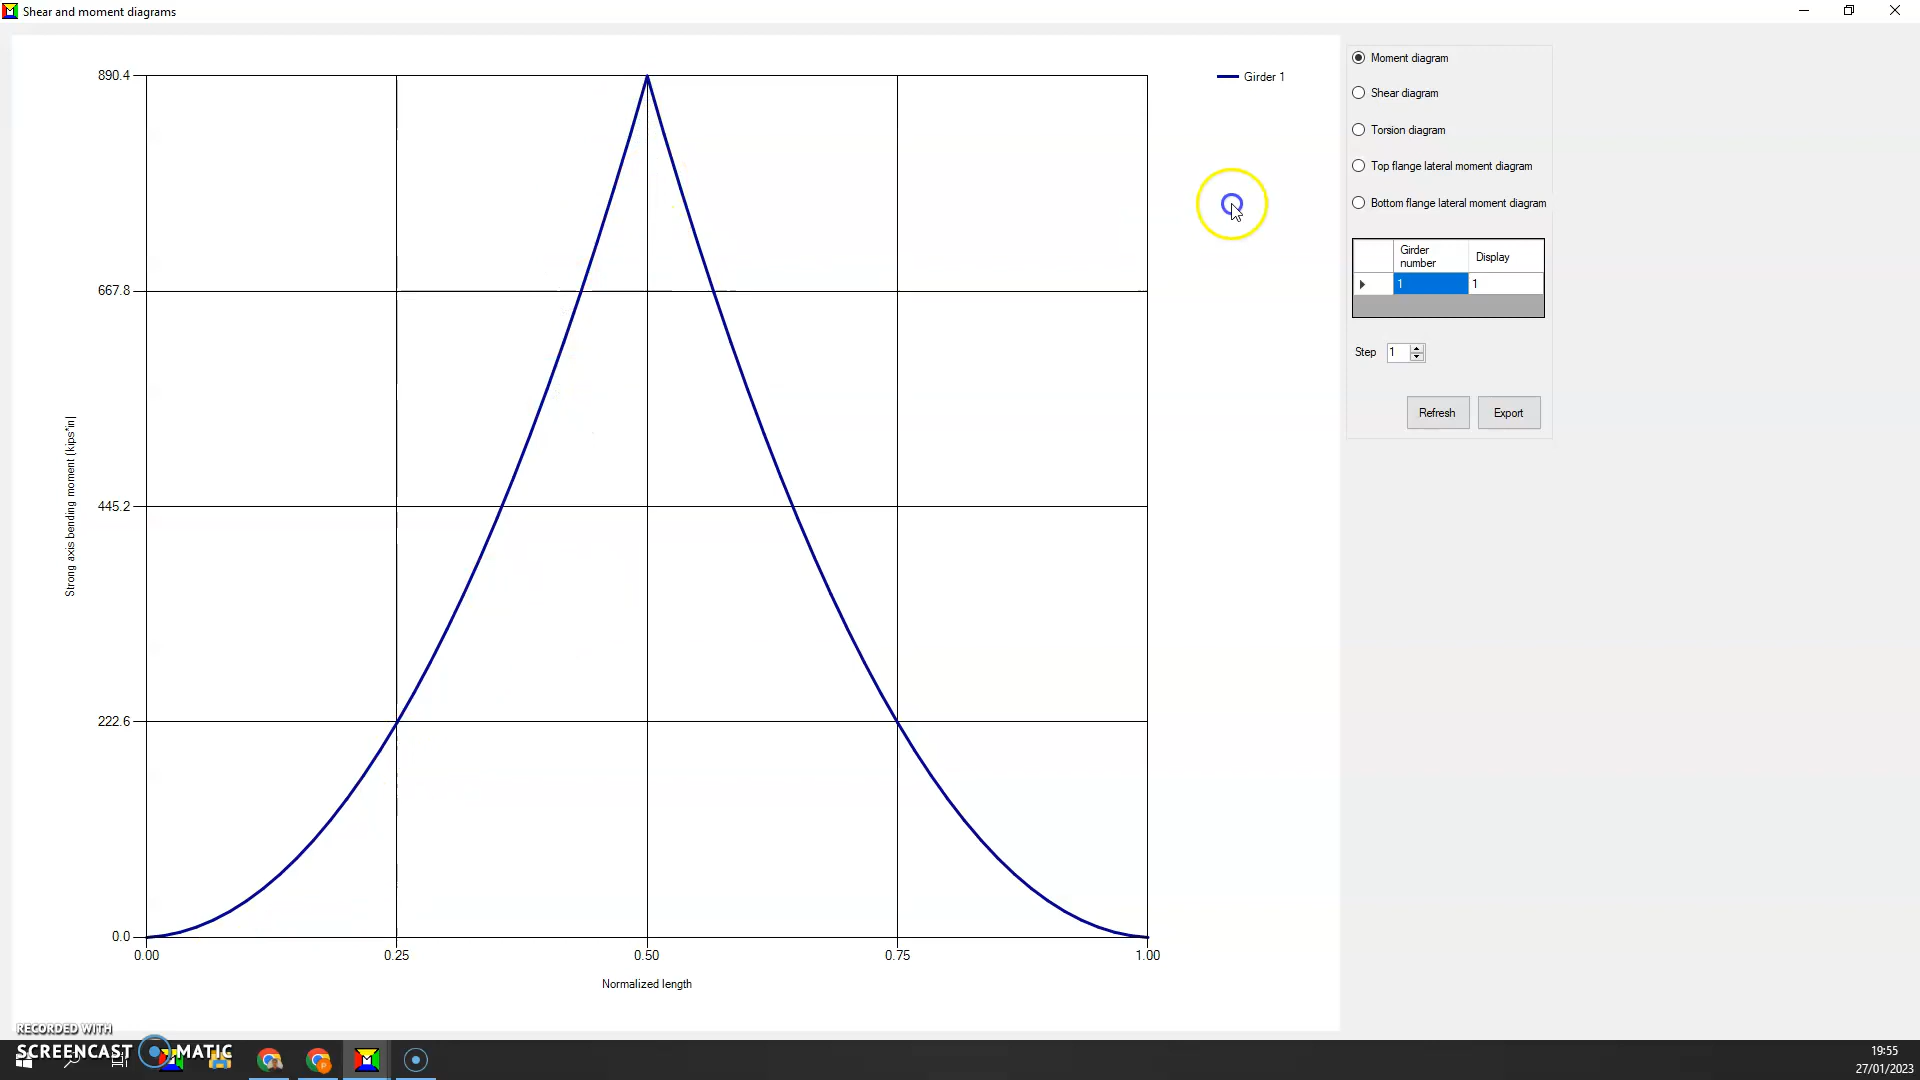 Shear and moment diagrams
890.4
667.8
445.2
222.6
0.0
Strong axis bending moment [kips*in]
0.00 0.25 0.50 0.75 1.00
Normalized length
Girder 1
Moment diagram
Shear diagram
Torsion diagram
Top flange lateral moment diagram
Bottom flange lateral moment diagram
Girder number Display
1 1
Step 1
Refresh Export
RECORDED WITH
SCREENCAST MATIC
19:55
27/01/2023